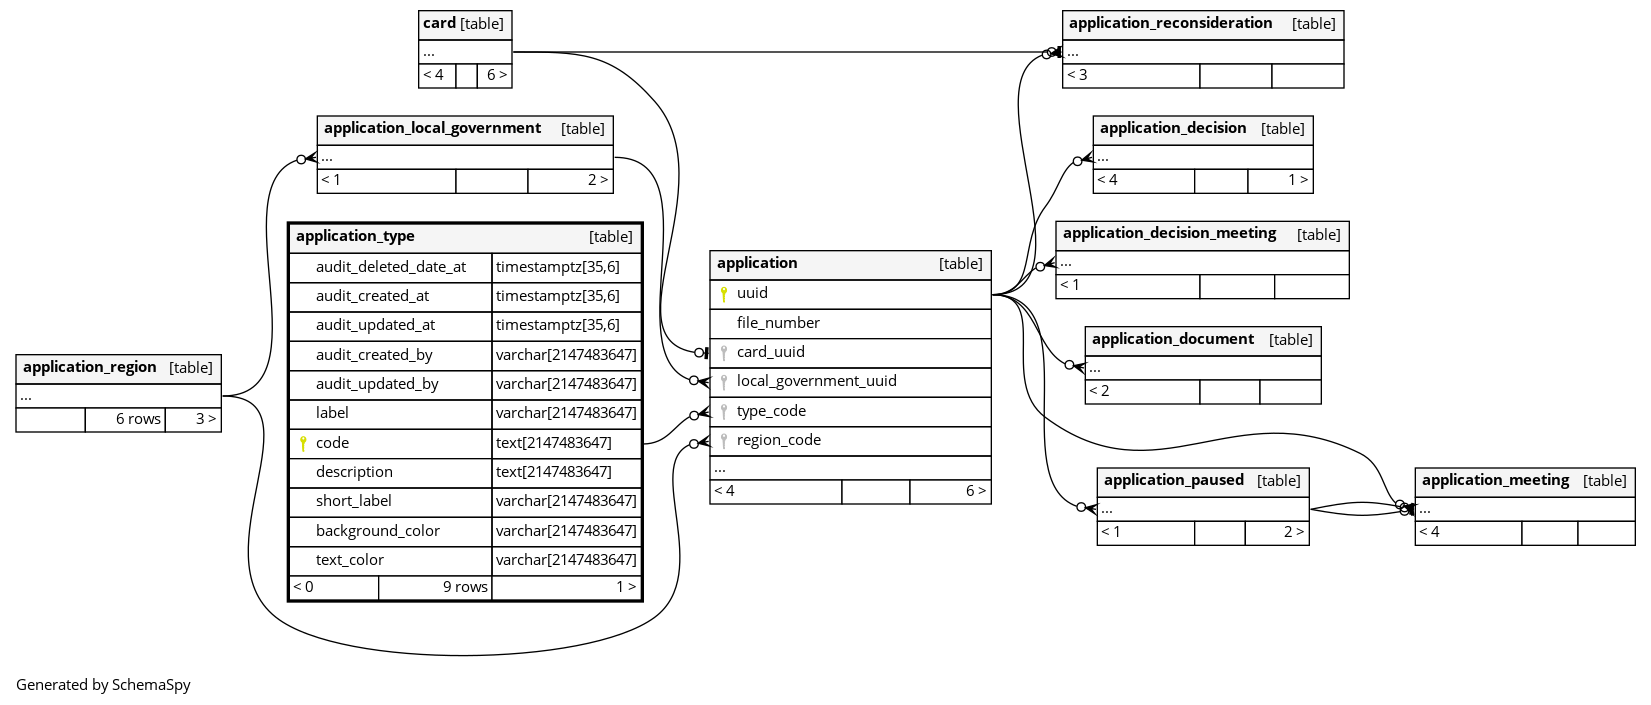 card [table]
...
< 4 6 >
application_local_government [table]
...
< 1 2 >
application_region [table]
...
6 rows 3 >
application_type [table]
audit_deleted_date_at timestamptz[35,6]
audit_created_at timestamptz[35,6]
audit_updated_at timestamptz[35,6]
audit_created_by varchar[2147483647]
audit_updated_by varchar[2147483647]
label varchar[2147483647]
code text[2147483647]
description text[2147483647]
short_label varchar[2147483647]
background_color varchar[2147483647]
text_color varchar[2147483647]
< 0 9 rows 1 >
application [table]
uuid
file_number
card_uuid
local_government_uuid
type_code
region_code
...
< 4 6 >
application_reconsideration [table]
...
< 3
application_decision [table]
...
< 4 1 >
application_decision_meeting [table]
...
< 1
application_document [table]
...
< 2
application_paused [table]
...
< 1 2 >
application_meeting [table]
...
< 4
Generated by SchemaSpy